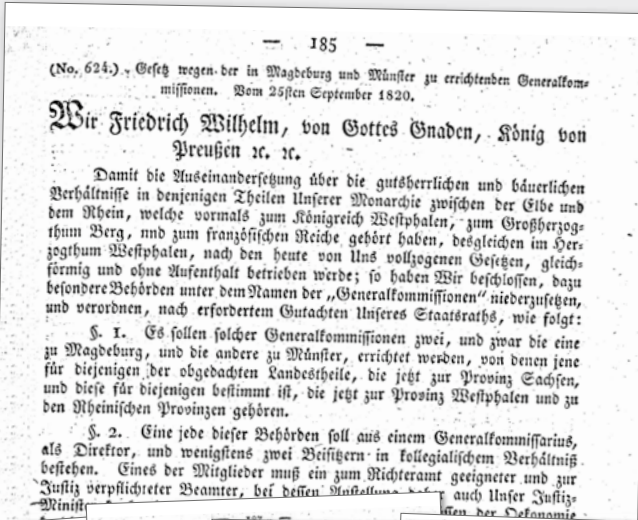 — 185 —
(No. 624.) Gesetz wegen der in Magdeburg und Münster zu errichtenden Generalkom-
missionen. Vom 25sten September 1820.
Wir Friedrich Wilhelm, von Gottes Gnaden, König von
Preußen ꝛc. ꝛc.
Damit die Auseinandersetzung über die gutsherrlichen und bäuerlichen
Verhältnisse in denjenigen Theilen Unserer Monarchie zwischen der Elbe und
dem Rhein, welche vormals zum Königreich Westphalen, zum Großherzog-
thum Berg, und zum französischen Reiche gehört haben, desgleichen im Her-
zogthum Westphalen, nach den heute von Uns vollzogenen Gesetzen, gleich-
förmig und ohne Aufenthalt betrieben werde; so haben Wir beschlossen, dazu
besondere Behörden unter dem Namen der „Generalkommissionen“ niederzusetzen,
und verordnen, nach erfordertem Gutachten Unseres Staatsraths, wie folgt:
§. 1. Es sollen solcher Generalkommissionen zwei, und zwar die eine
zu Magdeburg, und die andere zu Münster, errichtet werden, von denen jene
für diejenigen der obgedachten Landestheile, die jetzt zur Provinz Sachsen,
und diese für diejenigen bestimmt ist, die jetzt zur Provinz Westphalen und zu
den Rheinischen Provinzen gehören.
§. 2. Eine jede dieser Behörden soll aus einem Generalkommissarius,
als Direktor, und wenigstens zwei Beisitzern in kollegialischem Verhältniß
bestehen. Eines der Mitglieder muß ein zum Richteramt geeigneter und zur
Justiz verpflichteter Beamter, bei dessen Anstellung daher auch Unser Justiz-
der Oekonomie